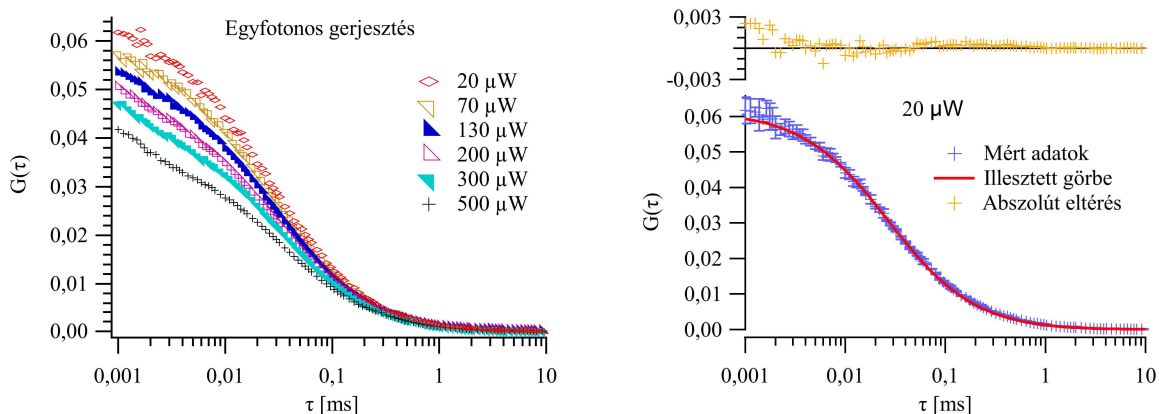 Egyfotonos gerjesztés
20 µW
70 µW
130 µW
200 µW
300 µW
500 µW
0,06
0,05
0,04
0,03
0,02
0,01
0,00
G(τ)
0,001
0,01
0,1
1
10
τ [ms]
0,003
-0,003
20 µW
Mért adatok
Illesztett görbe
Abszolút eltérés
0,06
0,05
0,04
0,03
0,02
0,01
0,00
G(τ)
0,001
0,01
0,1
1
10
τ [ms]